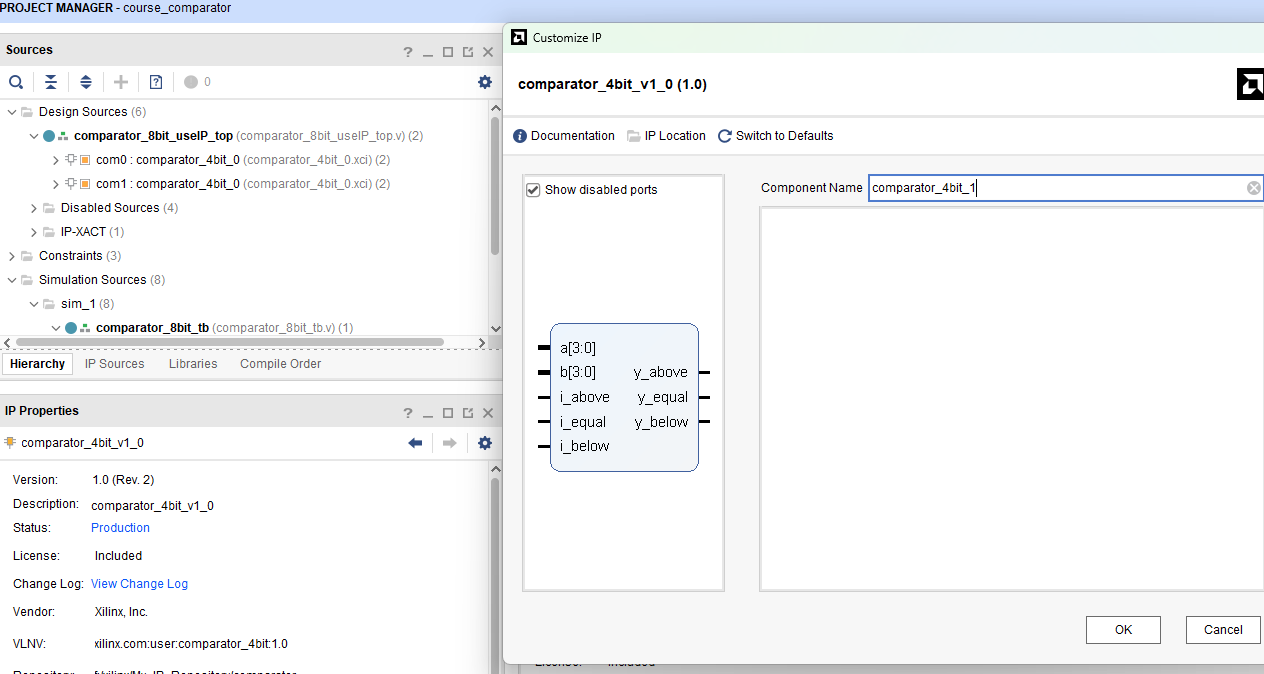 PROJECT MANAGER - course_comparator
Sources
? 
0
Design Sources (6)
comparator_8bit_useIP_top (comparator_8bit_useIP_top.v) (2)
com0 : comparator_4bit_0 (comparator_4bit_0.xci) (2)
com1 : comparator_4bit_0 (comparator_4bit_0.xci) (2)
Disabled Sources (4)
IP-XACT (1)
Constraints (3)
Simulation Sources (8)
sim_1 (8)
comparator_8bit_tb (comparator_8bit_tb.v) (1)
Hierarchy IP Sources Libraries Compile Order
IP Properties
?
comparator_4bit_v1_0
Version: 1.0 (Rev. 2)
Description: comparator_4bit_v1_0
Status: Production
License: Included
Change Log: View Change Log
Vendor: Xilinx, Inc.
VLNV: xilinx.com:user:comparator_4bit:1.0
Customize IP
comparator_4bit_v1_0 (1.0)
Documentation IP Location Switch to Defaults
Show disabled ports
Component Name comparator_4bit_1
a[3:0]
b[3:0] y_above
i_above y_equal
i_equal y_below
i_below
OK Cancel